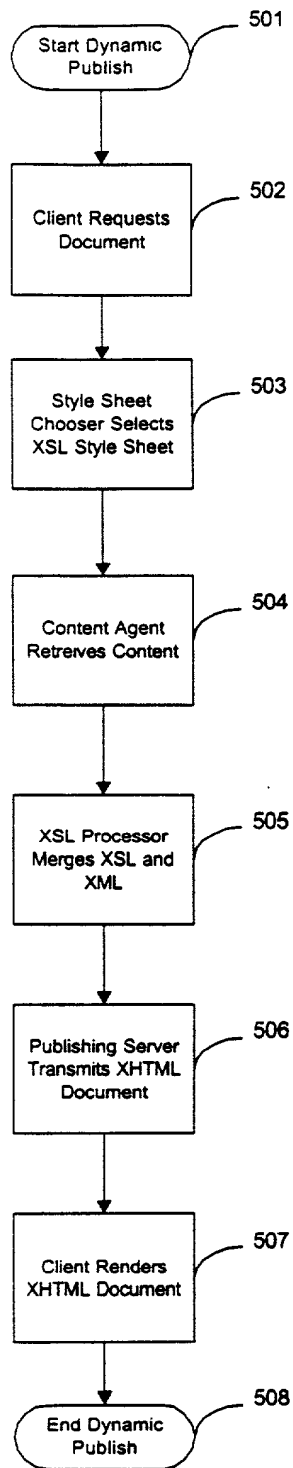 501
Start Dynamic
Publish
502
Client Requests
Document
503
Style Sheet
Chooser Selects
XSL Style Sheet
504
Content Agent
Retreives Content
505
XSL Processor
Merges XSL and
XML
506
Publishing Server
Transmits XHTML
Document
507
Client Renders
XHTML Document
508
End Dynamic
Publish